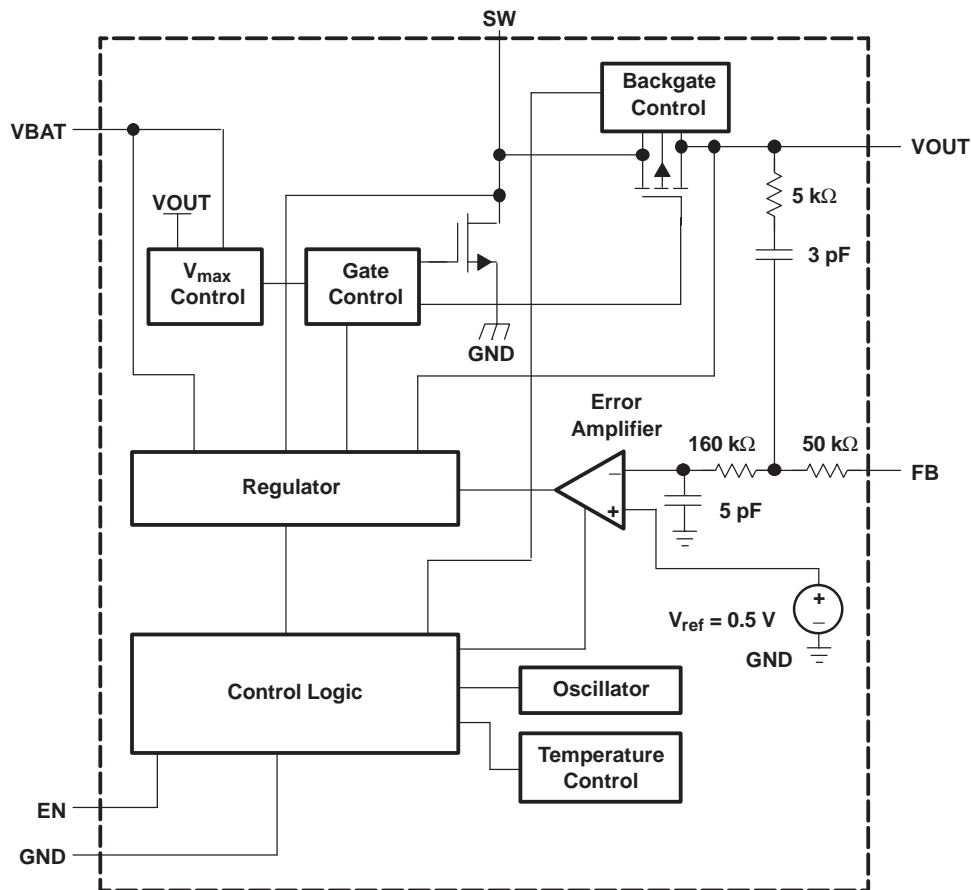 SW
Backgate
Control
VBAT
VOUT
VOUT
5 kΩ
3 pF
Vmax
Control
Gate
Control
GND
Error
Amplifier
160 kΩ
50 kΩ
Regulator
−
+
FB
5 pF
+
−
Vref = 0.5 V
GND
Control Logic
Oscillator
Temperature
Control
EN
GND